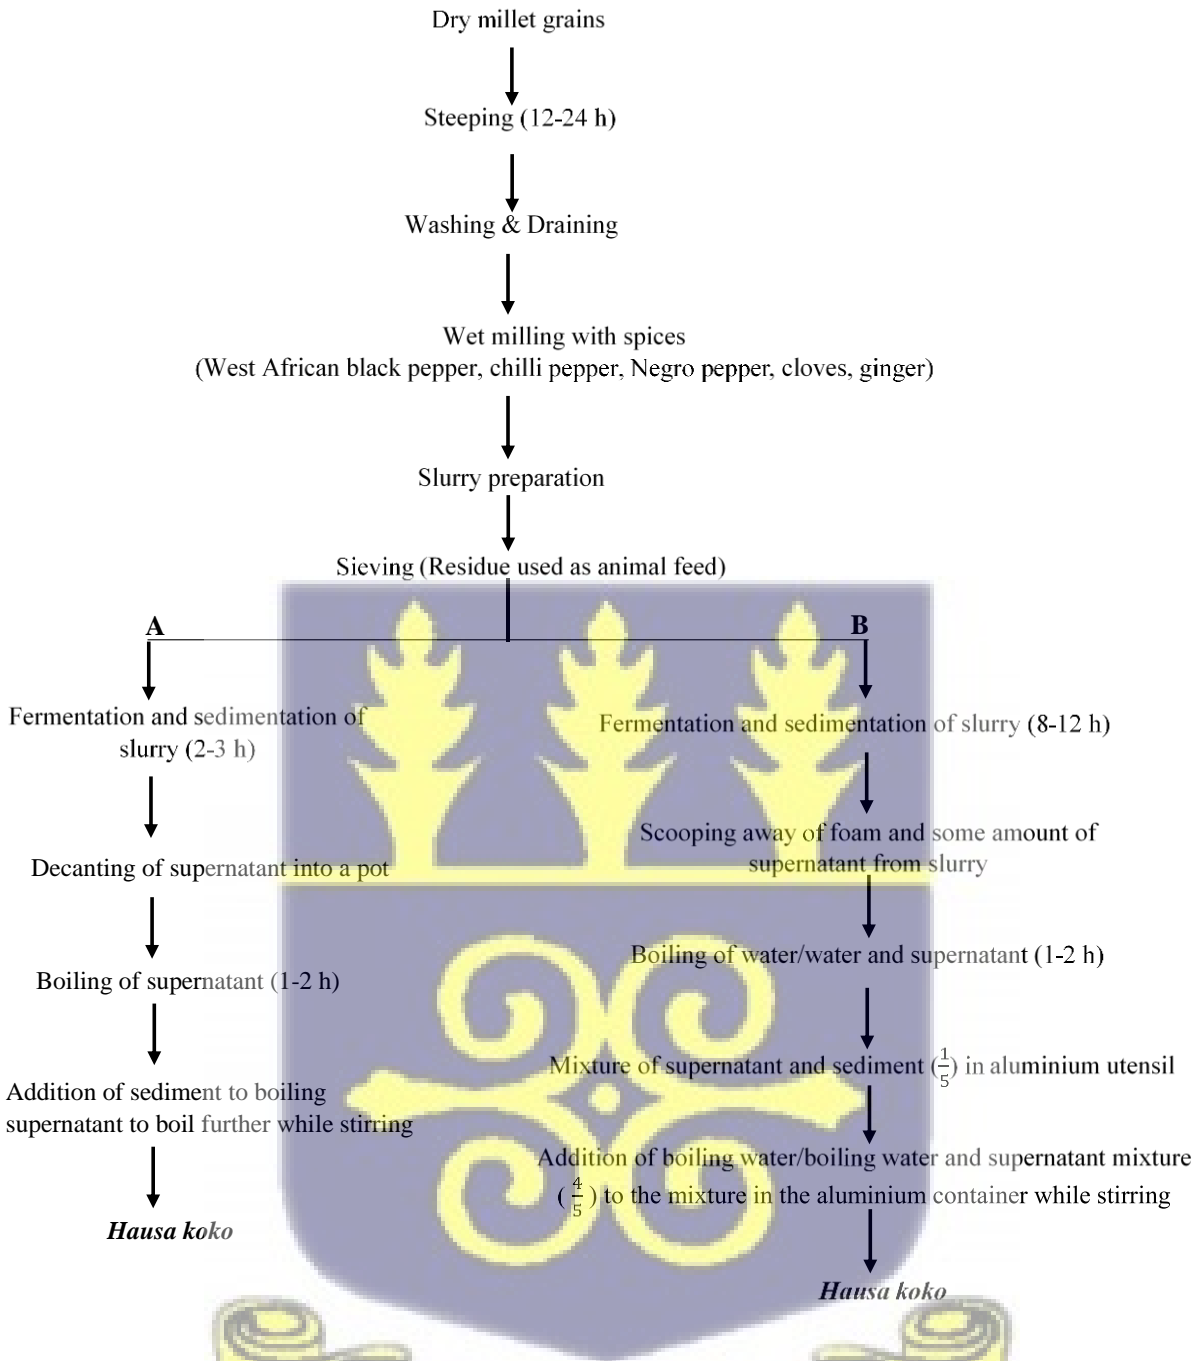 Dry millet grains
Steeping (12-24 h)
Washing & Draining
Wet milling with spices
(West African black pepper, chilli pepper, Negro pepper, cloves, ginger)
Slurry preparation
Sieving (Residue used as animal feed)
A
Fermentation and sedimentation of
slurry (2-3 h)
Decanting of supernatant into a pot
Boiling of supernatant (1-2 h)
Addition of sediment to boiling
supernatant to boil further while stirring
Hausa koko
B
Fermentation and sedimentation of slurry (8-12 h)
Scooping away of foam and some amount of
supernatant from slurry
Boiling of water/water and supernatant (1-2 h)
Mixture of supernatant and sediment (1/5) in aluminium utensil
Addition of boiling water/boiling water and supernatant mixture
( 4/5 ) to the mixture in the aluminium container while stirring
Hausa koko